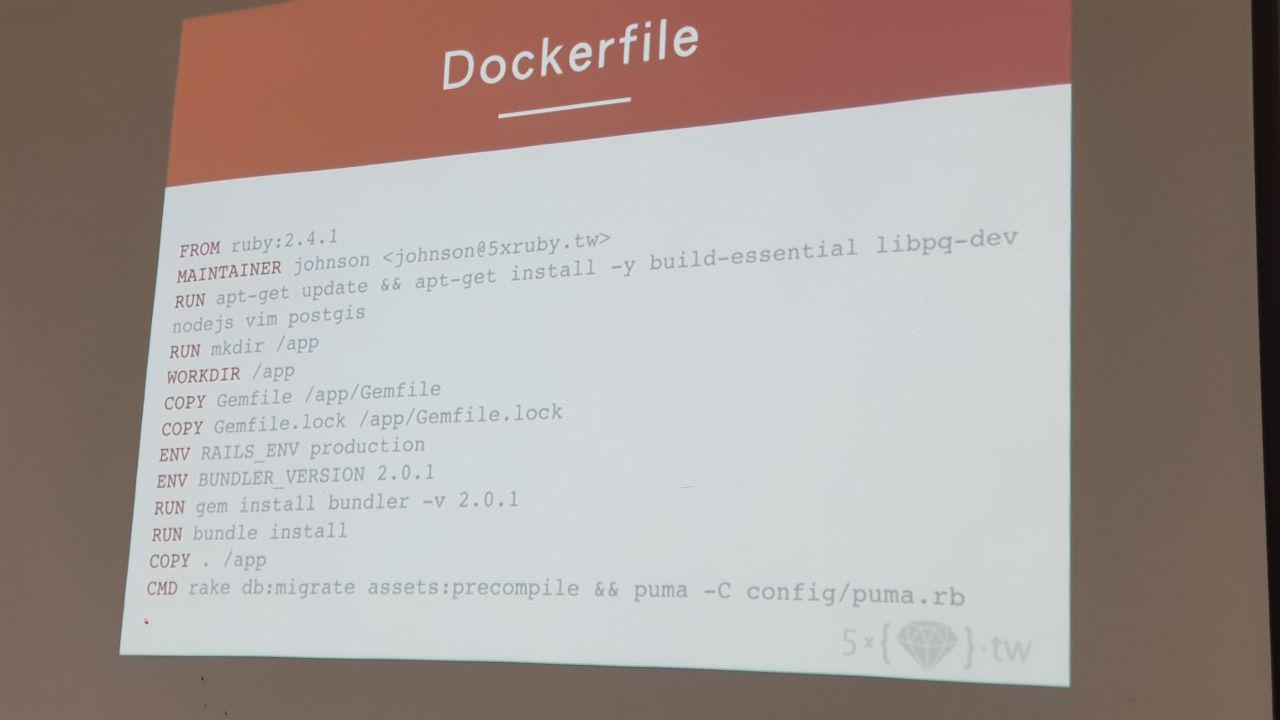 Dockerfile
FROM ruby:2.4.1
MAINTAINER johnson <johnson@5xruby.tw>
RUN apt-get update && apt-get install -y build-essential libpq-dev
nodejs vim postgis
RUN mkdir /app
WORKDIR /app
COPY Gemfile /app/Gemfile
COPY Gemfile.lock /app/Gemfile.lock
ENV RAILS_ENV production
ENV BUNDLER_VERSION 2.0.1
RUN gem install bundler -v 2.0.1
RUN bundle install
COPY . /app
CMD rake db:migrate assets:precompile && puma -C config/puma.rb
5×{}·tw